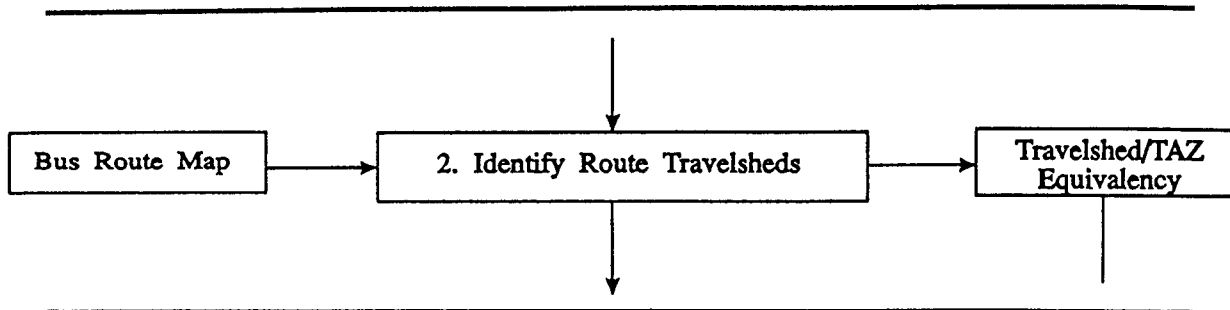 Bus Route Map
2. Identify Route Travelsheds
Travelshed/TAZ
Equivalency